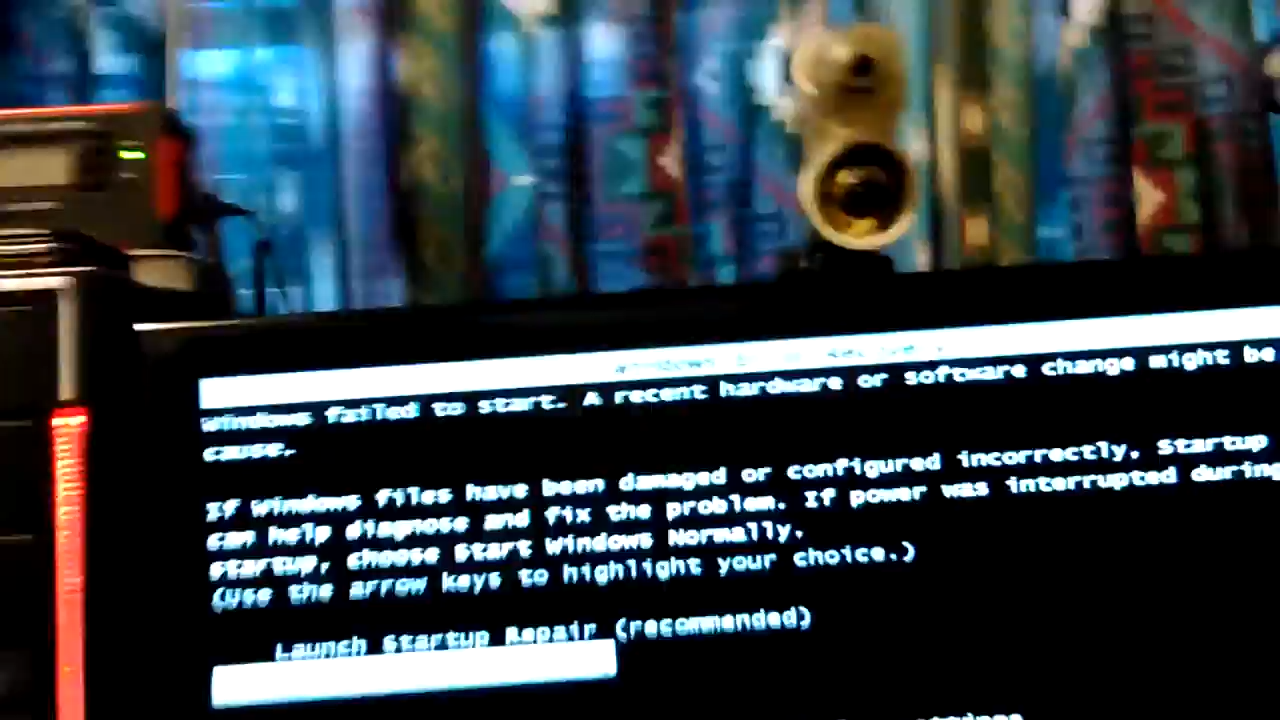 Windows failed to start. A recent hardware or software change might be
cause.
If Windows files have been damaged or configured incorrectly, Startup
can help diagnose and fix the problem. If power was interrupted during
startup, choose Start Windows Normally.
(Use the arrow keys to highlight your choice.)
Launch Startup Repair (recommended)